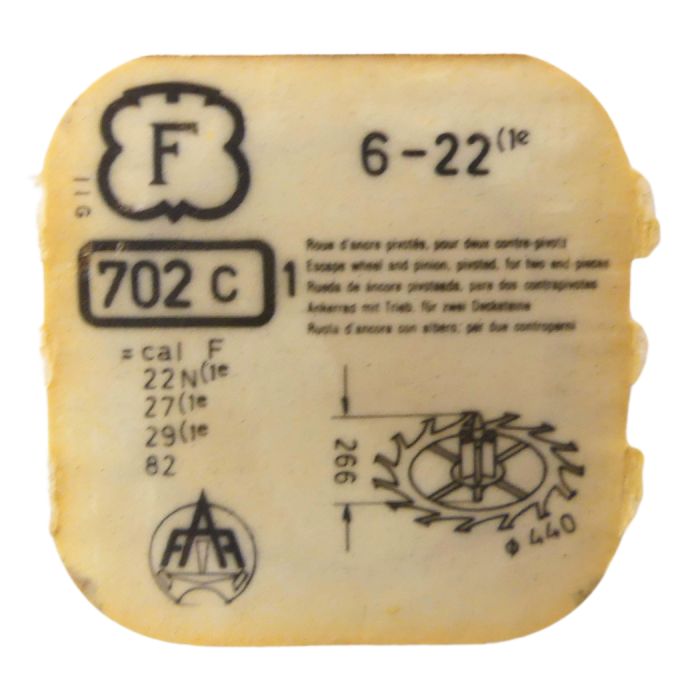 F
6-22(1e
11G
702 C
1
Roue d'ancre pivotée, pour deux contre-pivots
Escape wheel and pinion, pivoted, for two end pieces
Rueda de áncora pivoteada, para dos contrapivotes
Ankerrad mit Trieb, für zwei Decksteine
Ruota d'ancora con albero, per due controperni
= cal F
22N(1e
27(1e
29(1e
82
266
Φ 440
FAR